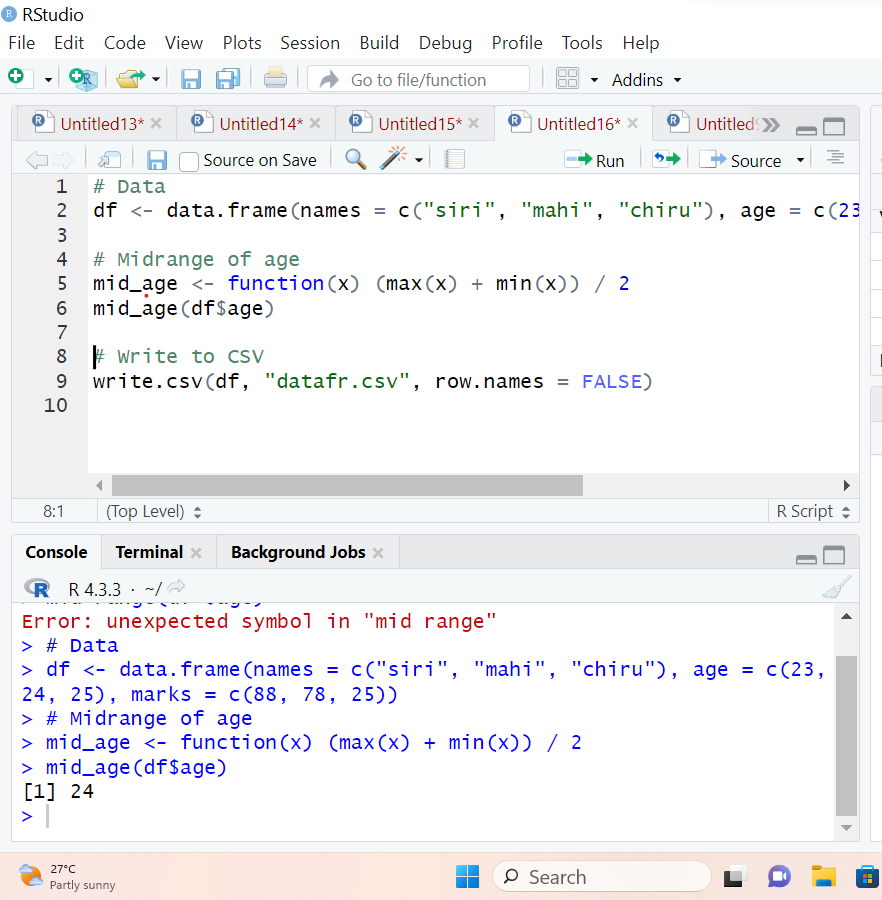 RStudio
File Edit Code View Plots Session Build Debug Profile Tools Help
Go to file/function Addins
Untitled13* Untitled14* Untitled15* Untitled16* Untitled
Source on Save Run Source
1 # Data
2 df <- data.frame(names = c("siri", "mahi", "chiru"), age = c(23
3
4 # Midrange of age
5 mid_age <- function(x) (max(x) + min(x)) / 2
6 mid_age(df$age)
7
8 # Write to CSV
9 write.csv(df, "datafr.csv", row.names = FALSE)
10
8:1 (Top Level) R Script
Console Terminal Background Jobs
R R 4.3.3 · ~/
Error: unexpected symbol in "mid range"
> # Data
> df <- data.frame(names = c("siri", "mahi", "chiru"), age = c(23,
24, 25), marks = c(88, 78, 25))
> # Midrange of age
> mid_age <- function(x) (max(x) + min(x)) / 2
> mid_age(df$age)
[1] 24
>
27°C
Partly sunny
Search